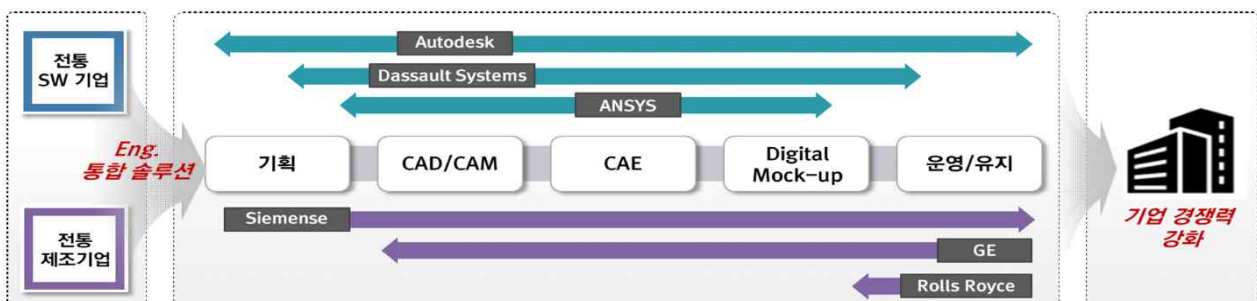 전통
SW 기업
Eng.
통합 솔루션
전통
제조기업
Autodesk
Dassault Systems
ANSYS
기획
CAD/CAM
CAE
Digital
Mock-up
운영/유지
Siemense
GE
Rolls Royce
기업 경쟁력
강화